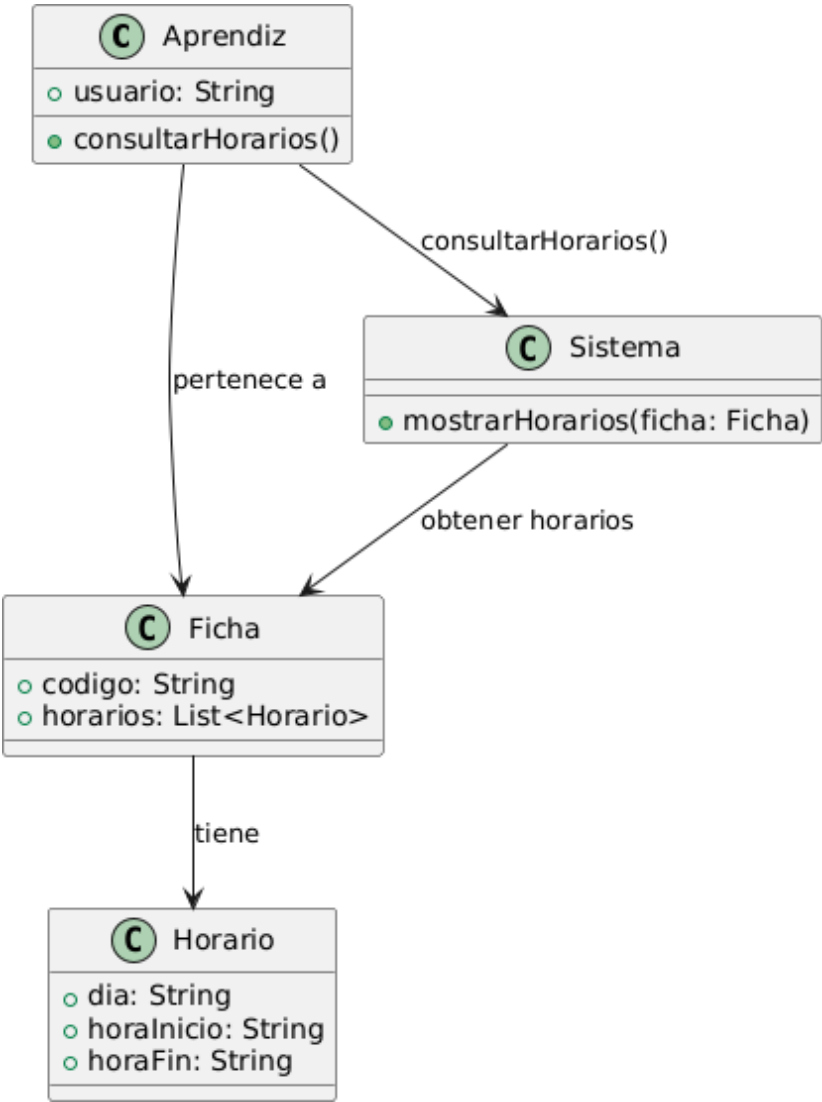 C Aprendiz
usuario: String
consultarHorarios()
consultarHorarios()
C Sistema
pertenece a
mostrarHorarios(ficha: Ficha)
obtener horarios
C Ficha
codigo: String
horarios: List<Horario>
tiene
C Horario
dia: String
horaInicio: String
horaFin: String